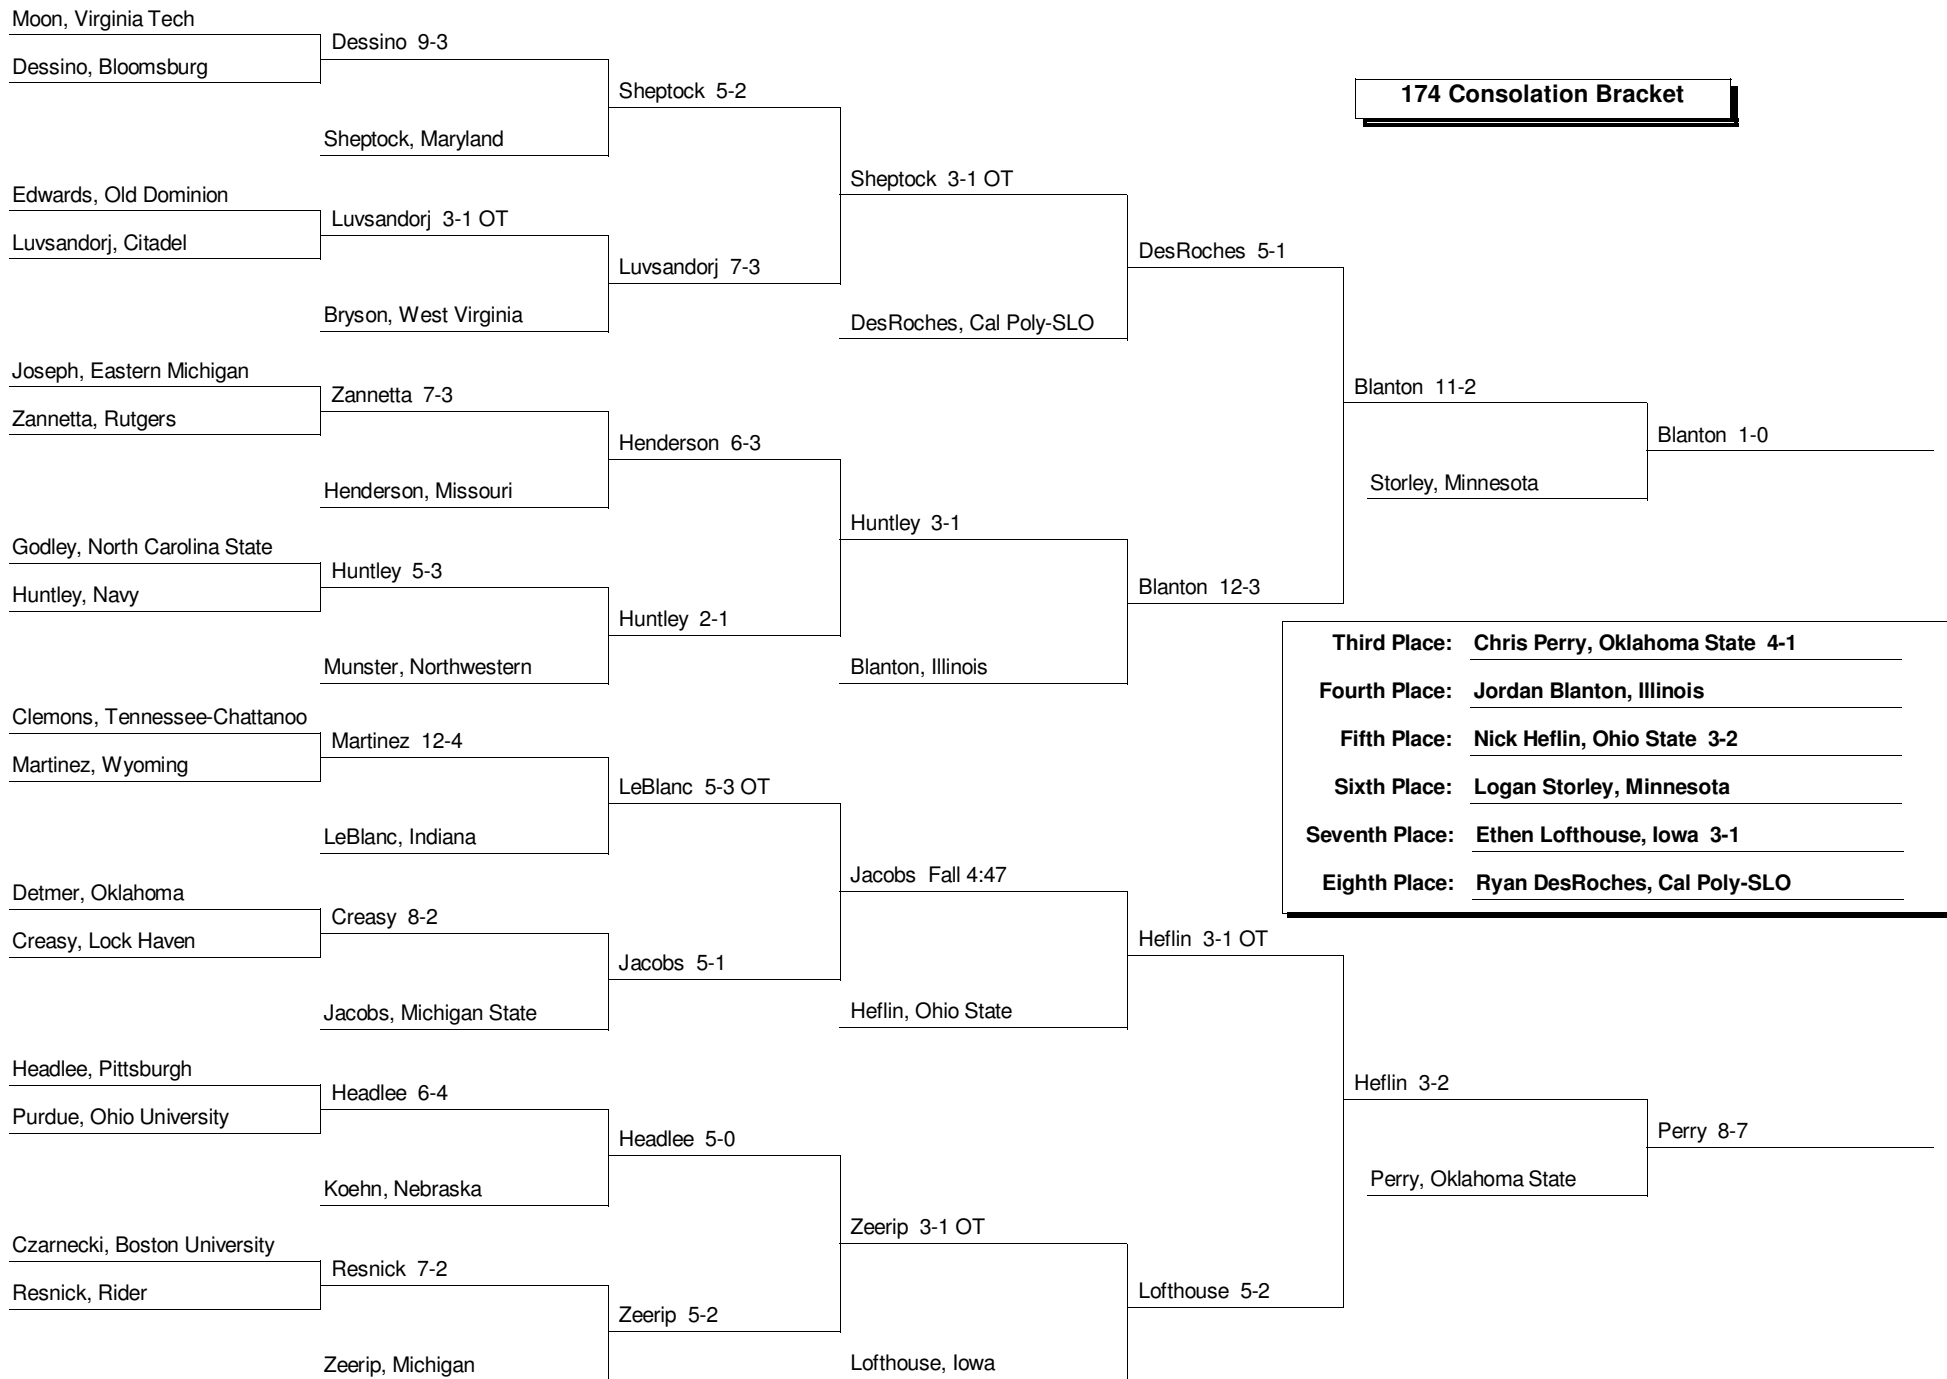 Moon, Virginia Tech
Dessino, Bloomsburg
Edwards, Old Dominion
Luvsandorj, Citadel
Joseph, Eastern Michigan
Zannetta, Rutgers
Godley, North Carolina State
Huntley, Navy
Clemons, Tennessee-Chattanoo
Martinez, Wyoming
Detmer, Oklahoma
Creasy, Lock Haven
Headlee, Pittsburgh
Purdue, Ohio University
Czarnecki, Boston University
Resnick, Rider
Dessino 9-3
Sheptock, Maryland
Luvsandorj 3-1 OT
Bryson, West Virginia
Zannetta 7-3
Henderson, Missouri
Huntley 5-3
Munster, Northwestern
Martinez 12-4
LeBlanc, Indiana
Creasy 8-2
Jacobs, Michigan State
Headlee 6-4
Koehn, Nebraska
Resnick 7-2
Zeerip, Michigan
Sheptock 5-2
Luvsandorj 7-3
Henderson 6-3
Huntley 2-1
LeBlanc 5-3 OT
Jacobs 5-1
Headlee 5-0
Zeerip 5-2
Sheptock 3-1 OT
DesRoches, Cal Poly-SLO
Huntley 3-1
Blanton, Illinois
Jacobs Fall 4:47
Heflin, Ohio State
Zeerip 3-1 OT
Lofthouse, Iowa
DesRoches 5-1
Blanton 12-3
Heflin 3-1 OT
Lofthouse 5-2
174 Consolation Bracket
Blanton 11-2
Storley, Minnesota
Blanton 1-0
Third Place: Chris Perry, Oklahoma State 4-1
Fourth Place: Jordan Blanton, Illinois
Fifth Place: Nick Heflin, Ohio State 3-2
Sixth Place: Logan Storley, Minnesota
Seventh Place: Ethen Lofthouse, Iowa 3-1
Eighth Place: Ryan DesRoches, Cal Poly-SLO
Heflin 3-2
Perry, Oklahoma State
Perry 8-7